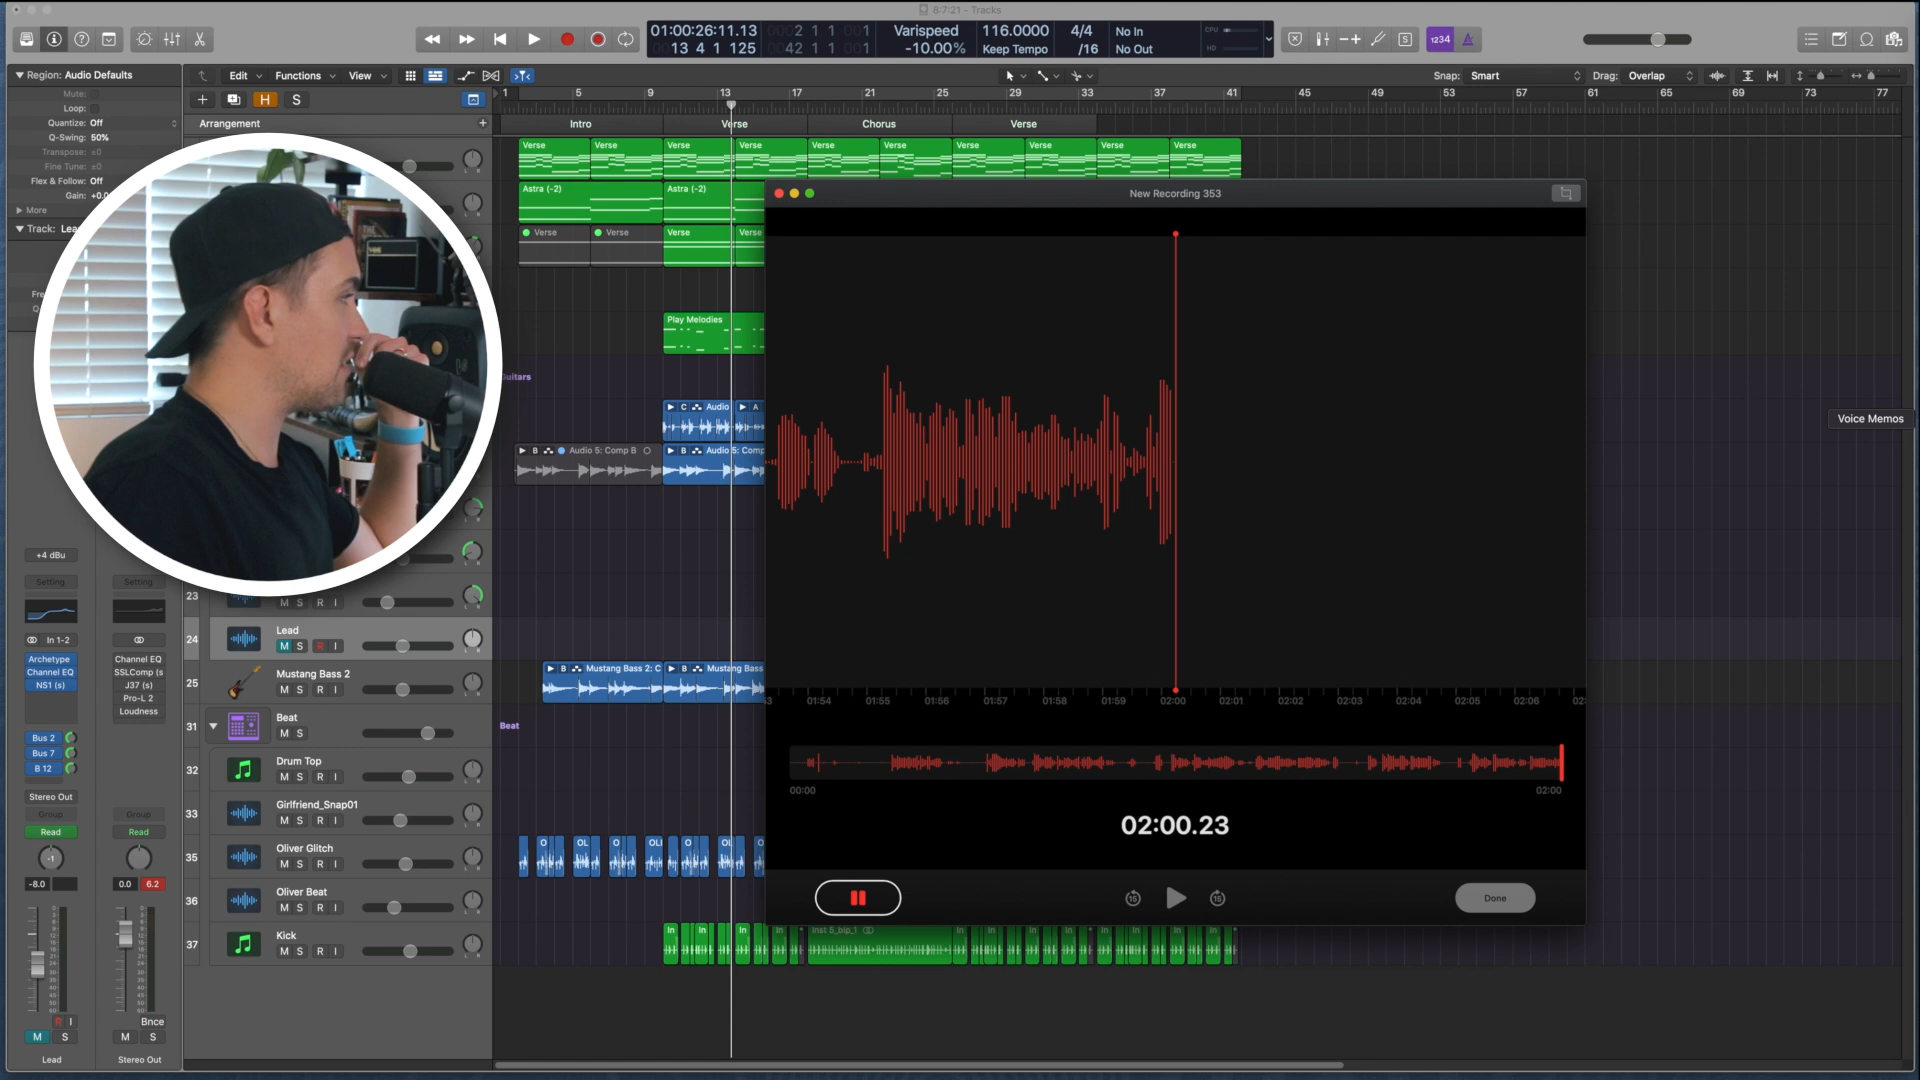 8:7:21 - Tracks
01:00:26:11.13
13 4 1 125
0002 1 1 001
0042 1 1 001
Varispeed
-10.00%
116.0000
Keep Tempo
4/4
/16
No In
No Out
CPU
HD
1234
Region: Audio Defaults
Mute:
Loop:
Quantize: Off
Q-Swing: 50%
Transpose: ±0
Fine Tune: ±0
Flex & Follow: Off
Gain: +0.0
More
Track: Lea
Edit
Functions
View
Snap: Smart
Drag: Overlap
H
S
1 5 9 13 17 21 25 29 33 37 41 45 49 53 57 61 65 69 73 77
Arrangement
Intro
Verse
Chorus
Verse
Verse Verse Verse Verse Verse Verse Verse Verse Verse Verse
Astra (-2)
Astra (-2)
Verse
Verse
Verse
Verse
Play Melodies
C Audio
A
B Audio 5: Comp B
B Audio 5: Comp
New Recording 353
Voice Memos
01:54 01:55 01:56 01:57 01:58 01:59 02:00 02:01 02:02 02:03 02:04 02:05 02:06
00:00
02:00
02:00.23
15
15
Done
+4 dBu
Setting
Setting
In 1-2
Archetype
Channel EQ
NS1 (s)
Channel EQ
SSLComp (s
J37 (s)
Pro-L 2
Loudness
Bus 2
Bus 7
B 12
Stereo Out
Group
Group
Read
Read
-1
-8.0
0.0
6.2
R I
Bnce
M S
M S
Lead
Stereo Out
23
M S R I
24
Lead
M S R I
25
Mustang Bass 2
M S R I
B Mustang Bass 2: C
B Mustang Bass
31
Beat
M S
Beat
32
Drum Top
M S R I
33
Girlfriend_Snap01
M S R I
35
Oliver Glitch
M S R I
O OL O OLI O OL O
36
Oliver Beat
M S R I
37
Kick
M S R I
In In In In In
Inst 5_bip_1
In In In In In In In In